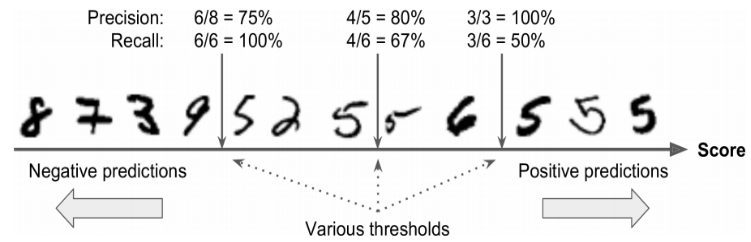 Precision: 6/8 = 75% 4/5 = 80% 3/3 = 100%
Recall: 6/6 = 100% 4/6 = 67% 3/6 = 50%
8 7 3 9 5 2 5 5 6 5 5 5
Score
Negative predictions Positive predictions
Various thresholds